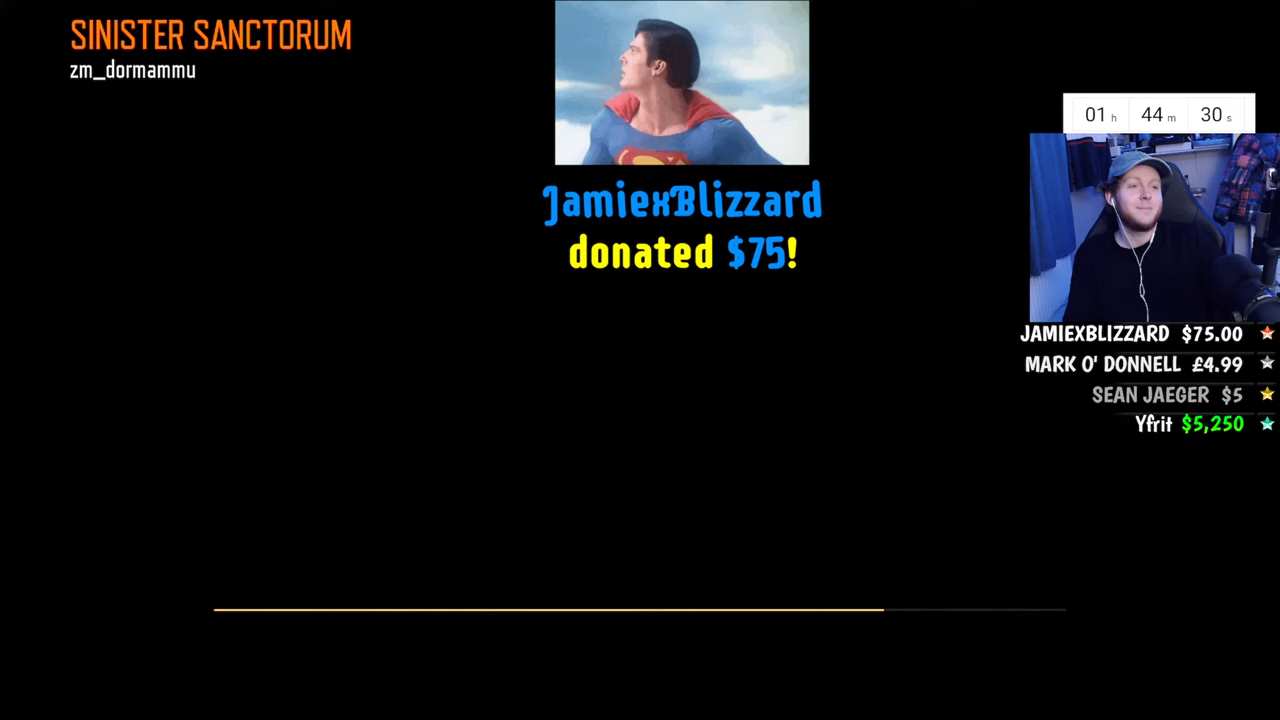 SINISTER SANCTORUM
zm_dormammu
JamiexBlizzard
donated $75!
01 h 44 m 30 s
JAMIEXBLIZZARD $75.00
MARK O' DONNELL £4.99
SEAN JAEGER $5
Yfrit $5,250